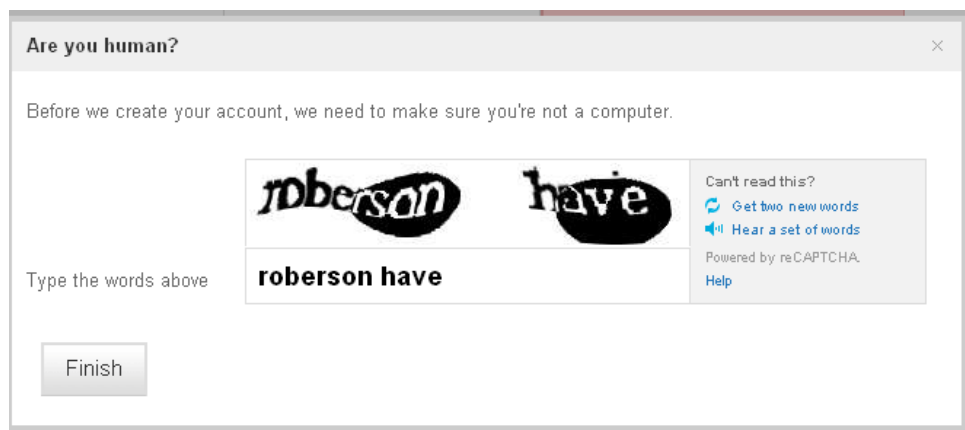 Are you human?
×
Before we create your account, we need to make sure you're not a computer.
roberson have
Can't read this?
Get two new words
Hear a set of words
Powered by reCAPTCHA.
Help
Type the words above
roberson have
Finish